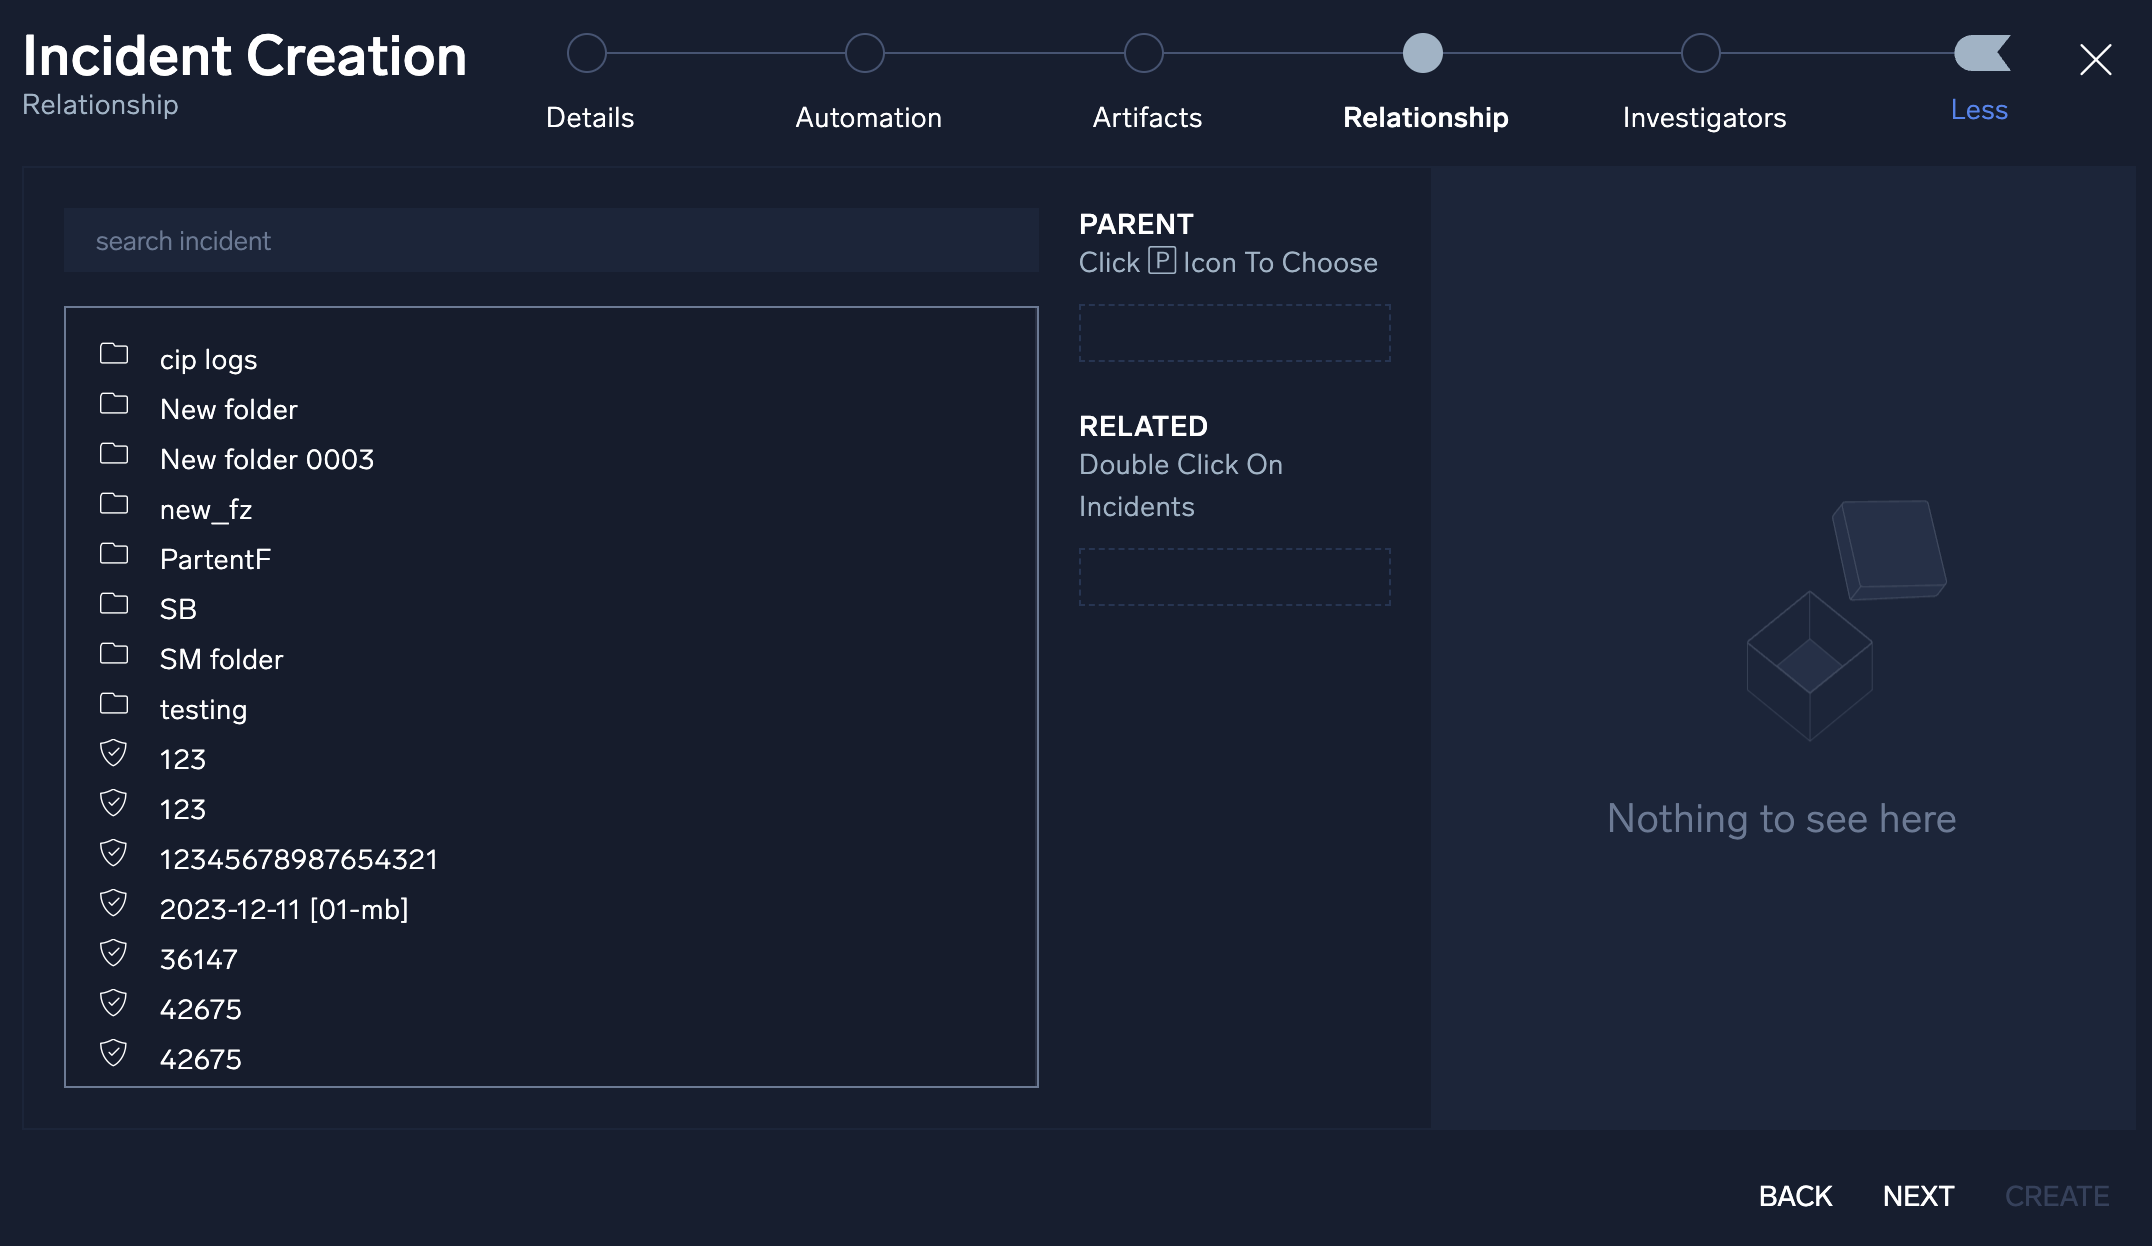 Incident Creation
Relationship
Details
Automation
Artifacts
Relationship
Investigators
Less
search incident
cip logs
New folder
New folder 0003
new_fz
PartentF
SB
SM folder
testing
123
123
12345678987654321
2023-12-11 [01-mb]
36147
42675
42675
PARENT
Click P Icon To Choose
RELATED
Double Click On
Incidents
Nothing to see here
BACK
NEXT
CREATE